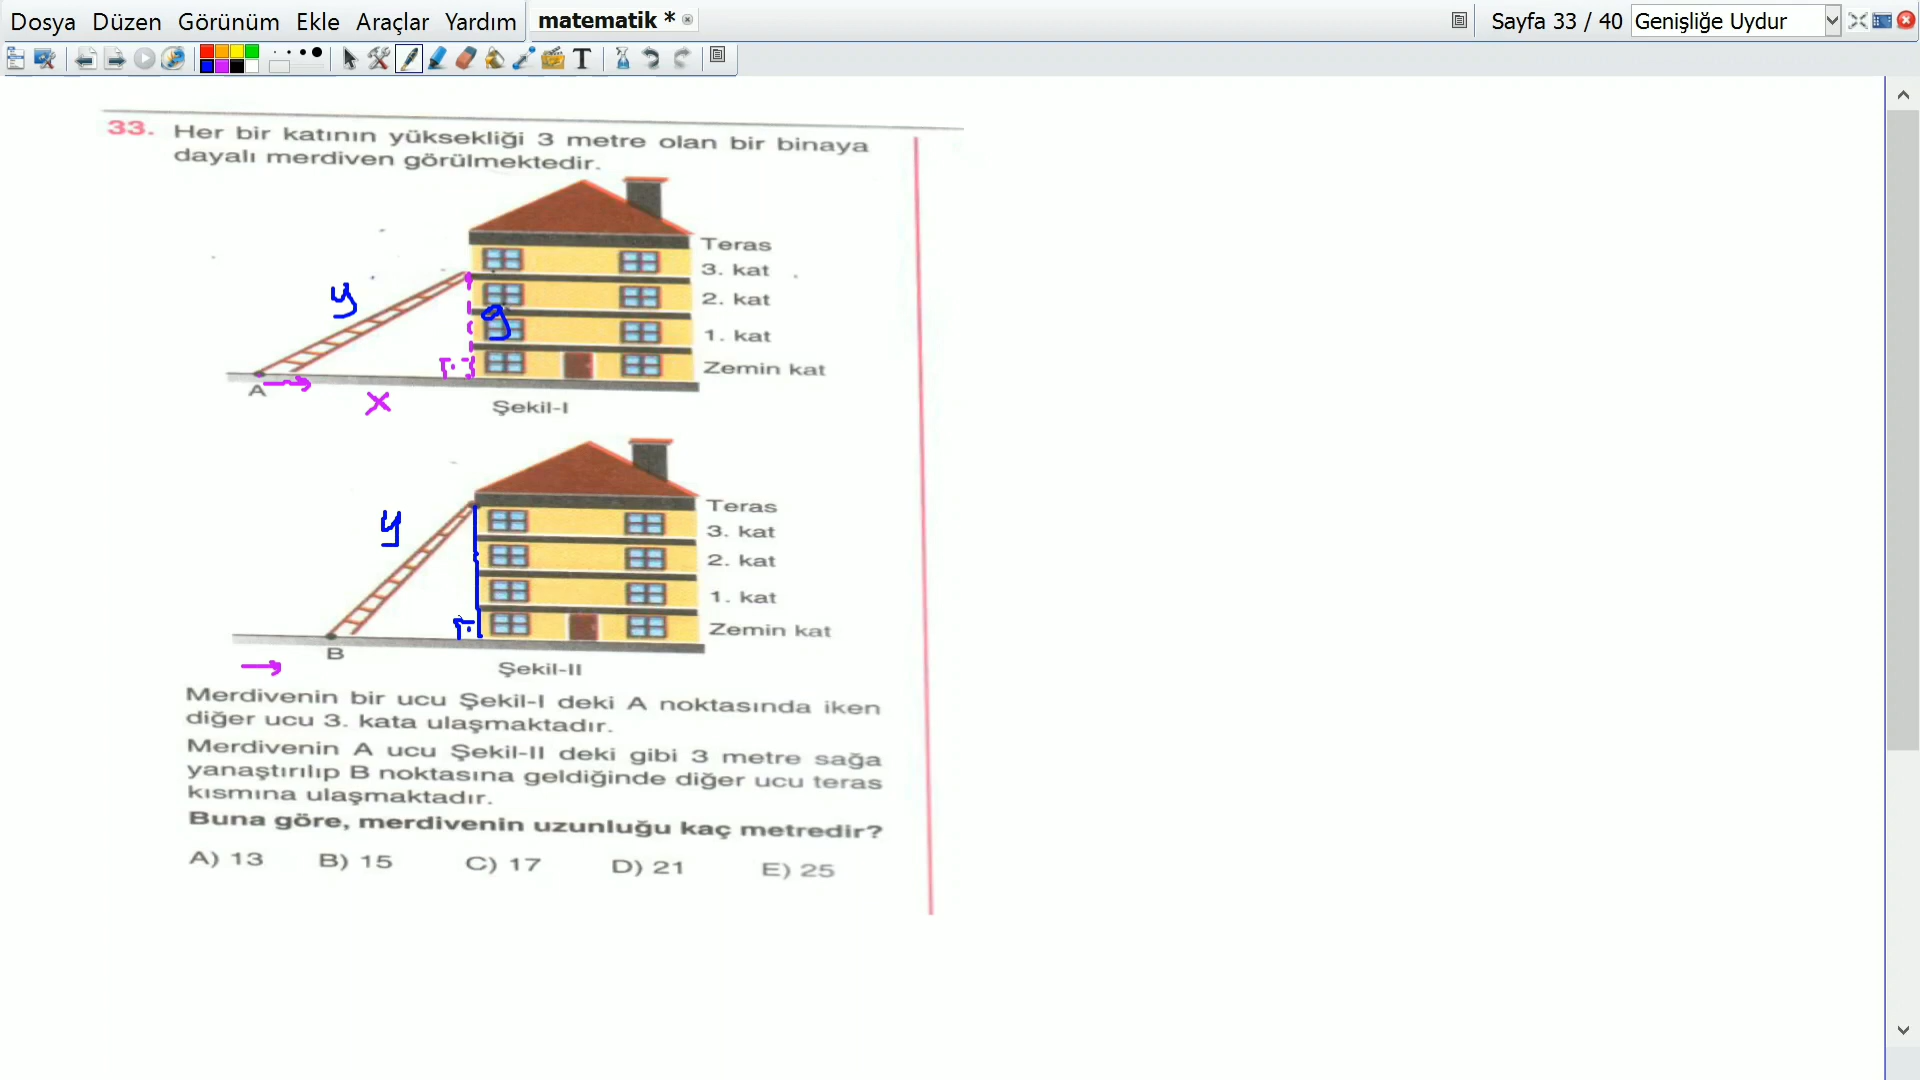 Dosya Düzen Görünüm Ekle Araçlar Yardım matematik * Sayfa 33 / 40 Genişliğe Uydur
T
33. Her bir katının yüksekliği 3 metre olan bir binaya
dayalı merdiven görülmektedir.
Teras
3. kat
2. kat
1. kat
Zemin kat
y
9
A
x
Şekil-I
Teras
3. kat
2. kat
1. kat
Zemin kat
y
B
Şekil-II
Merdivenin bir ucu Şekil-I deki A noktasında iken
diğer ucu 3. kata ulaşmaktadır.
Merdivenin A ucu Şekil-II deki gibi 3 metre sağa
yanaştırılıp B noktasına geldiğinde diğer ucu teras
kısmına ulaşmaktadır.
Buna göre, merdivenin uzunluğu kaç metredir?
A) 13 B) 15 C) 17 D) 21 E) 25